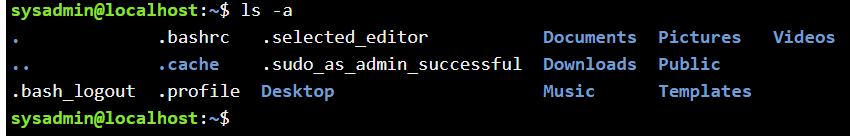 sysadmin@localhost:~$ ls -a
.             .bashrc   .selected_editor            Documents  Pictures   Videos
..            .cache    .sudo_as_admin_successful   Downloads  Public
.bash_logout  .profile  Desktop                     Music      Templates
sysadmin@localhost:~$